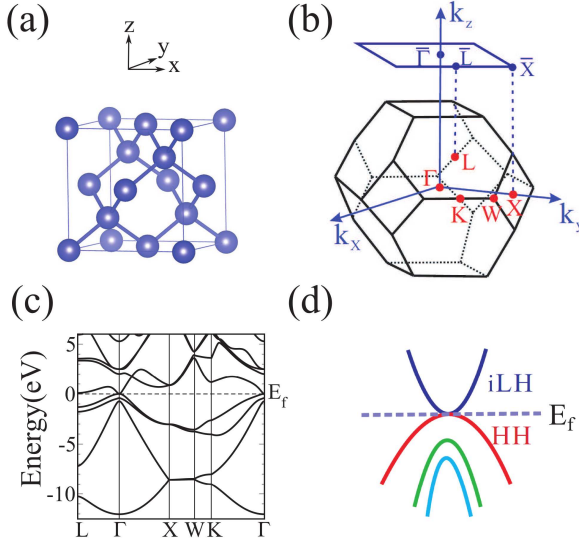 (a)
z
y
x
(b)
k_z
Γ̅
L̅
X̅
L
Γ
K
W
X
k_x
k_y
(c)
Energy(eV)
5
0
-5
-10
E_f
L Γ X W K Γ
(d)
iLH
E_f
HH